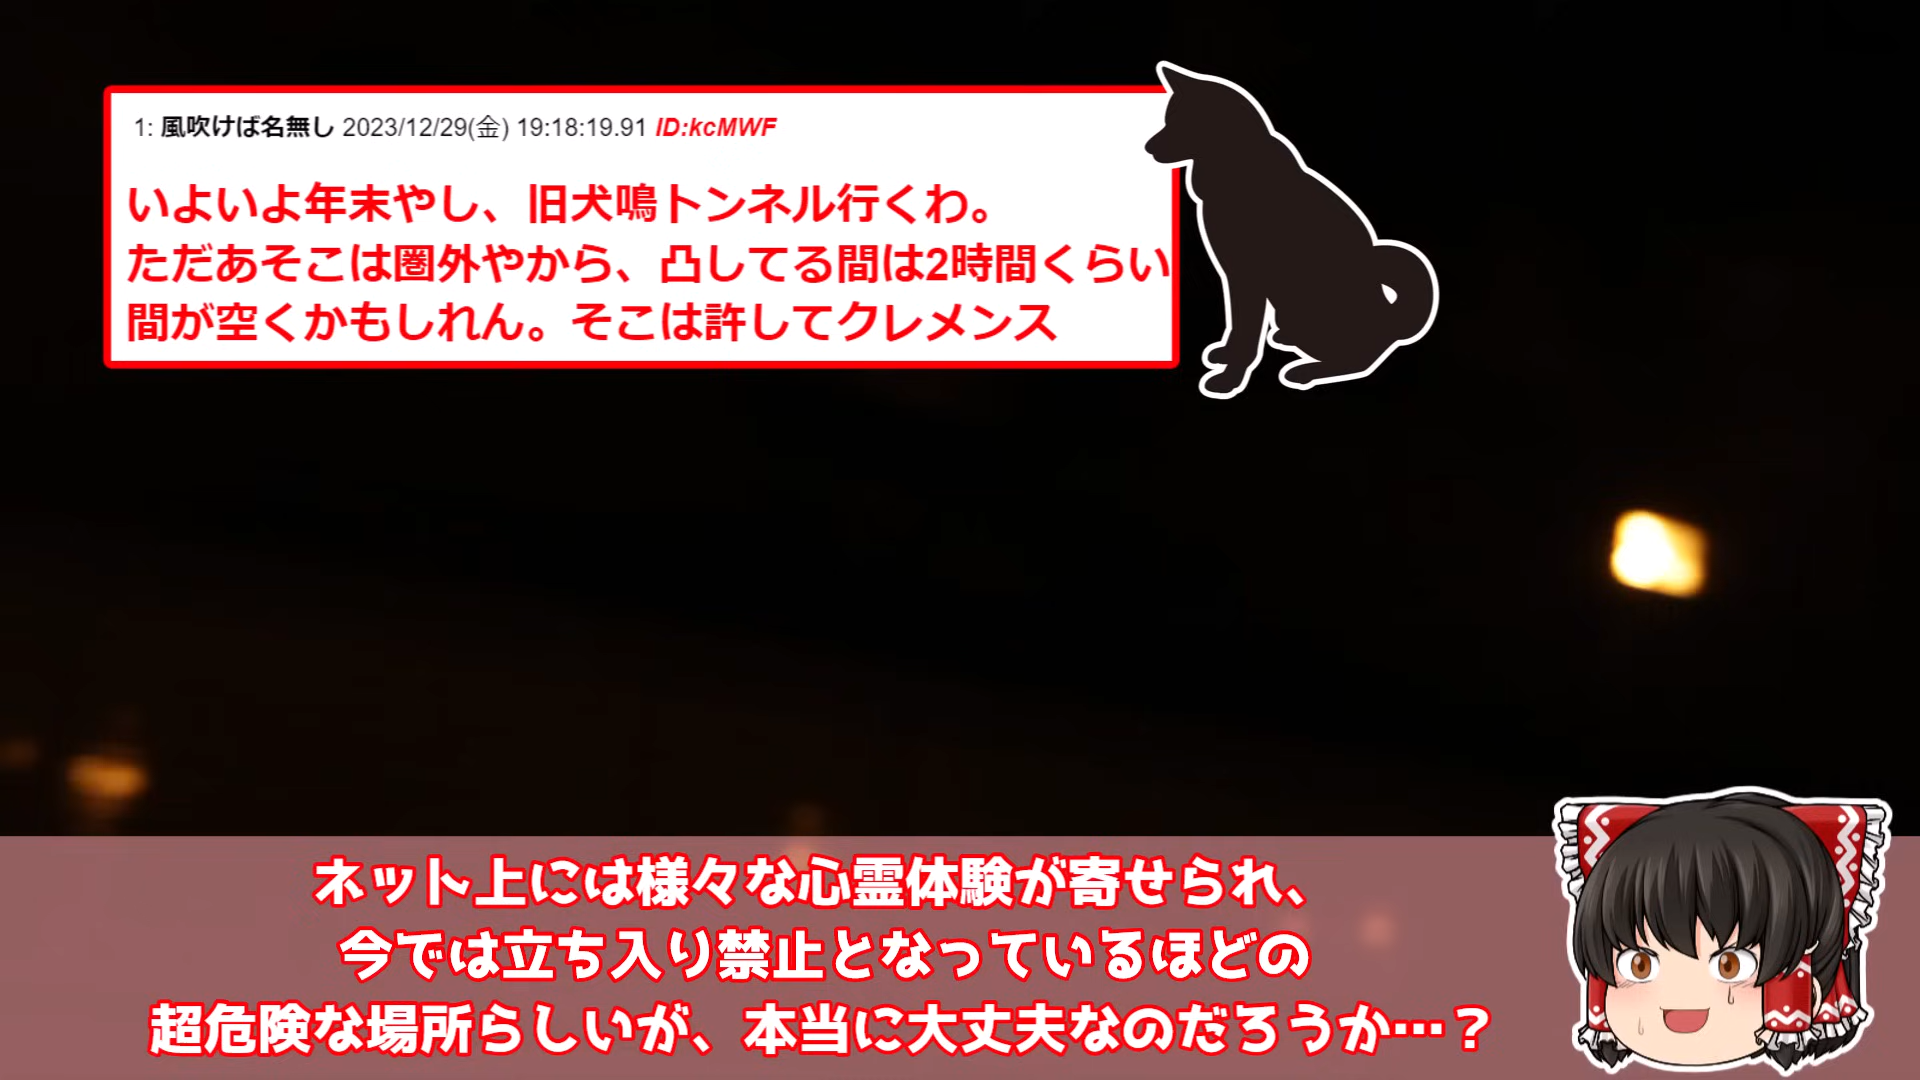 1: 風吹けば名無し 2023/12/29(金) 19:18:19.91 ID:kcMWF
いよいよ年末やし、旧犬鳴トンネル行くわ。
ただあそこは圏外やから、凸してる間は2時間くらい
間が空くかもしれん。そこは許してクレメンス
ネット上には様々な心霊体験が寄せられ、
今では立ち入り禁止となっているほどの
超危険な場所らしいが、本当に大丈夫なのだろうか…？